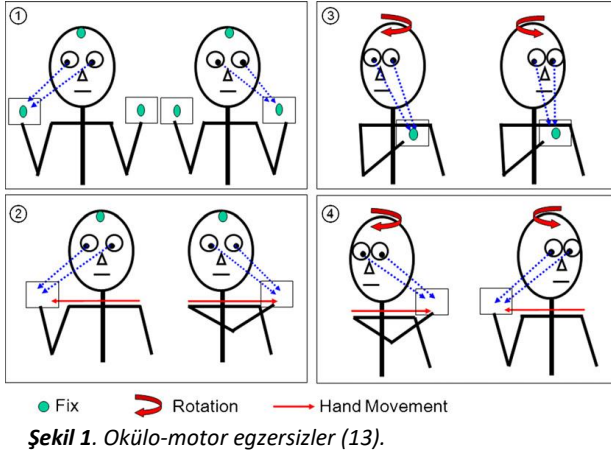 1
3
2
4
Fix Rotation Hand Movement
Şekil 1. Okülo-motor egzersizler (13).